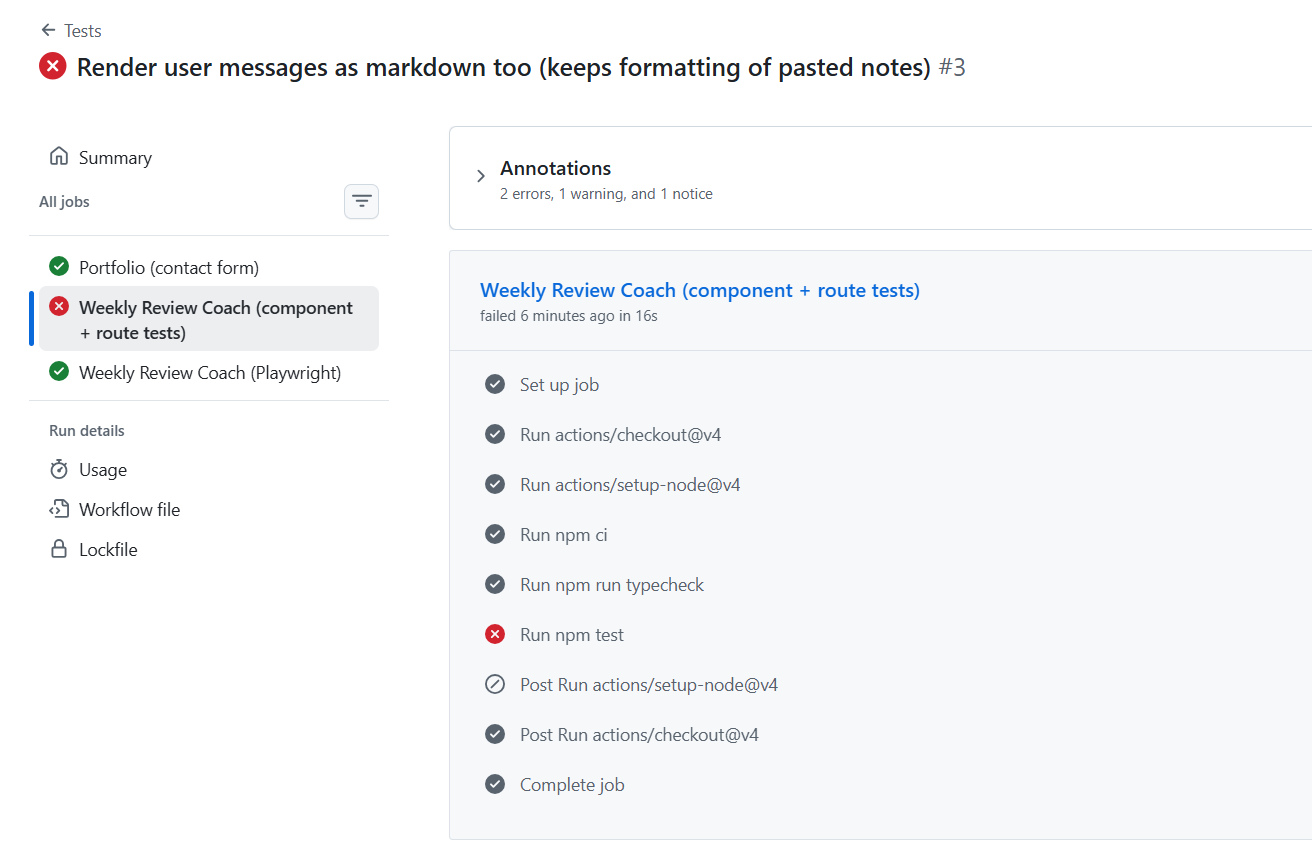 Tests
Render user messages as markdown too (keeps formatting of pasted notes) #3
Summary
All jobs
Portfolio (contact form)
Weekly Review Coach (component
+ route tests)
Weekly Review Coach (Playwright)
Run details
Usage
Workflow file
Lockfile
Annotations
2 errors, 1 warning, and 1 notice
Weekly Review Coach (component + route tests)
failed 6 minutes ago in 16s
Set up job
Run actions/checkout@v4
Run actions/setup-node@v4
Run npm ci
Run npm run typecheck
Run npm test
Post Run actions/setup-node@v4
Post Run actions/checkout@v4
Complete job